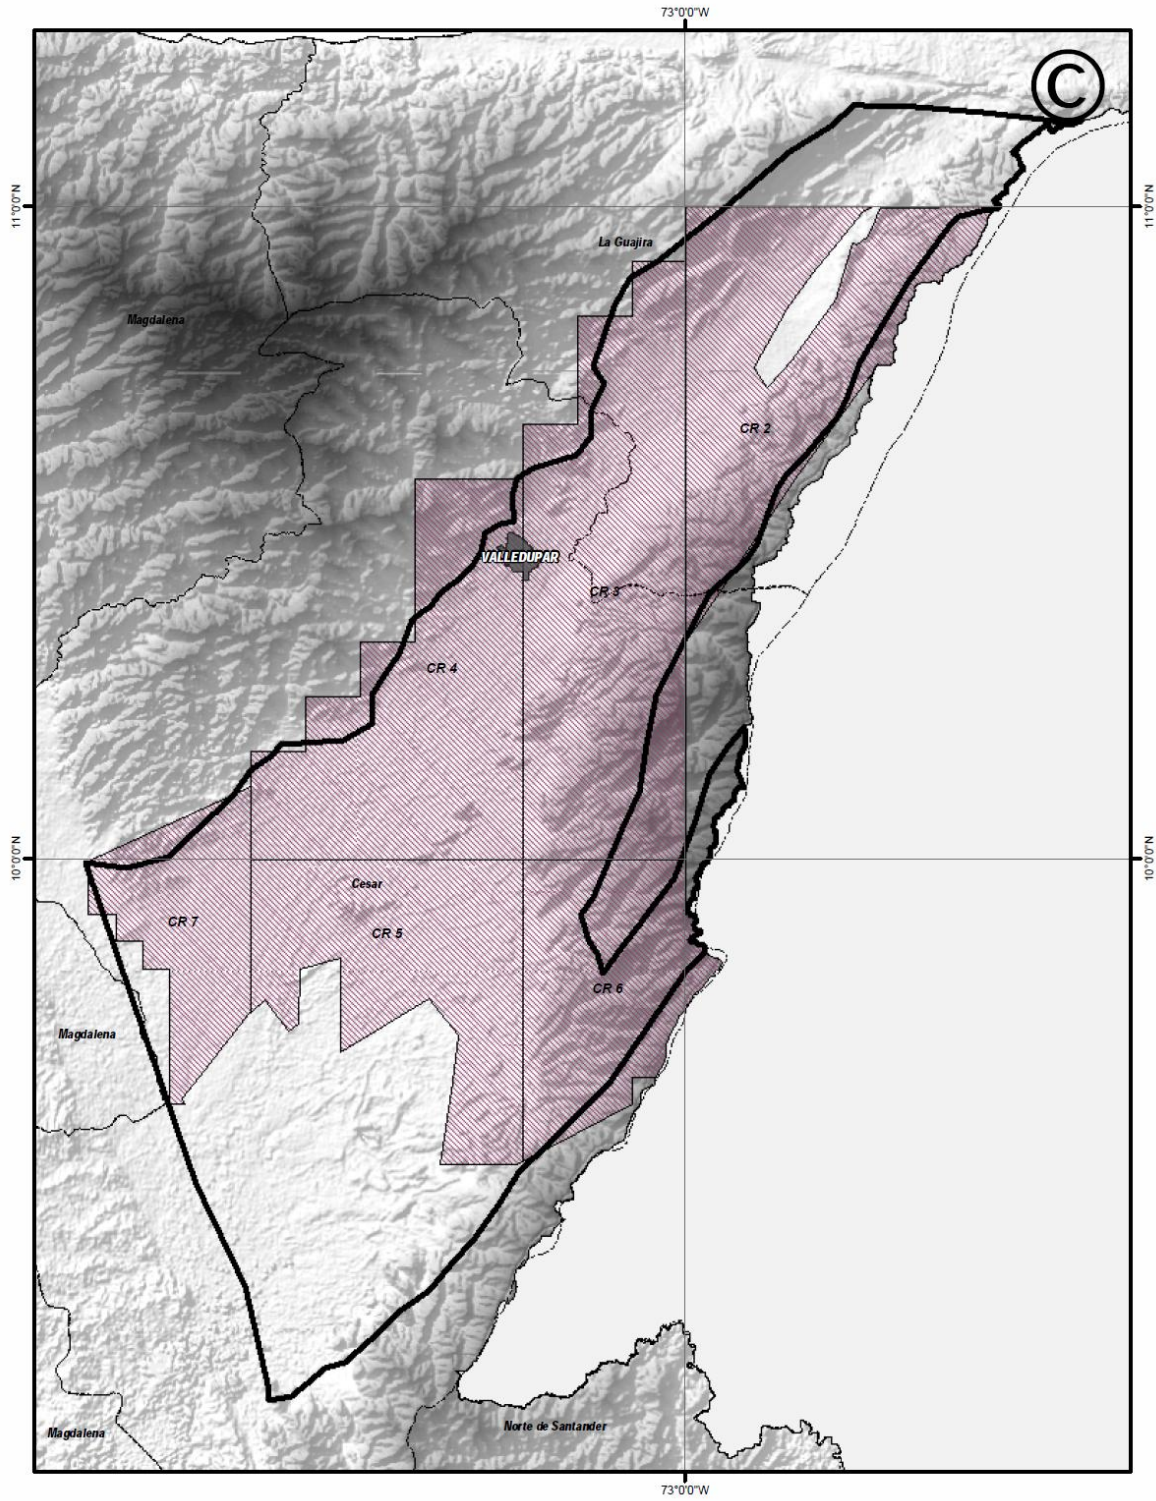 73°0'0"W
©
11°0'0"N
11°0'0"N
La Guajira
Magdalena
CR 2
VALLEDUPAR
CR 3
CR 4
10°0'0"N
10°0'0"N
Cesar
CR 7
CR 5
CR 6
Magdalena
Norte de Santander
Magdalena
73°0'0"W